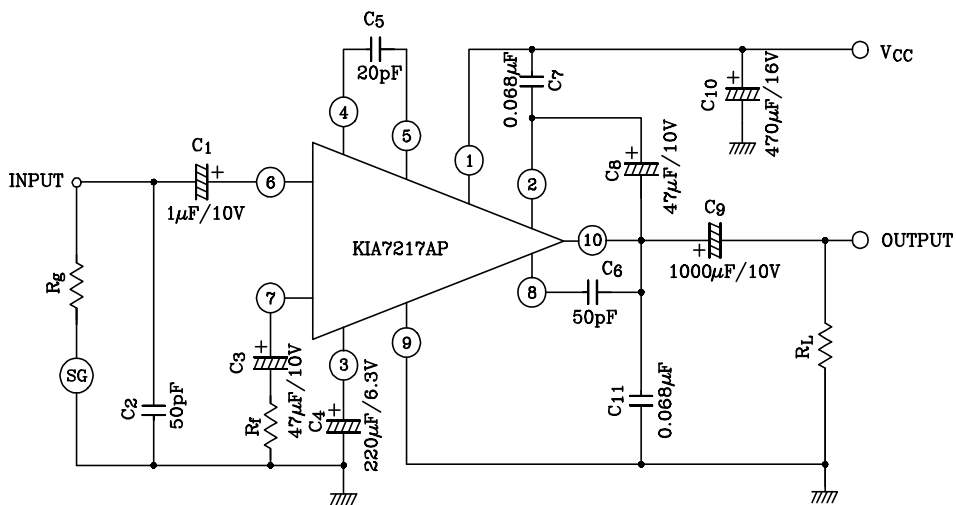 C5
20pF
4
5
C1
INPUT
1μF/10V
6
KIA7217AP
1
2
0.068μF
C7
C8
47μF/10V
C10
470μF/16V
VCC
C9
1000μF/10V
OUTPUT
10
C6
50pF
8
9
7
3
Rg
SG
C2
50pF
C3
47μF/10V
Rf
C4
220μF/6.3V
C11
0.068μF
RL